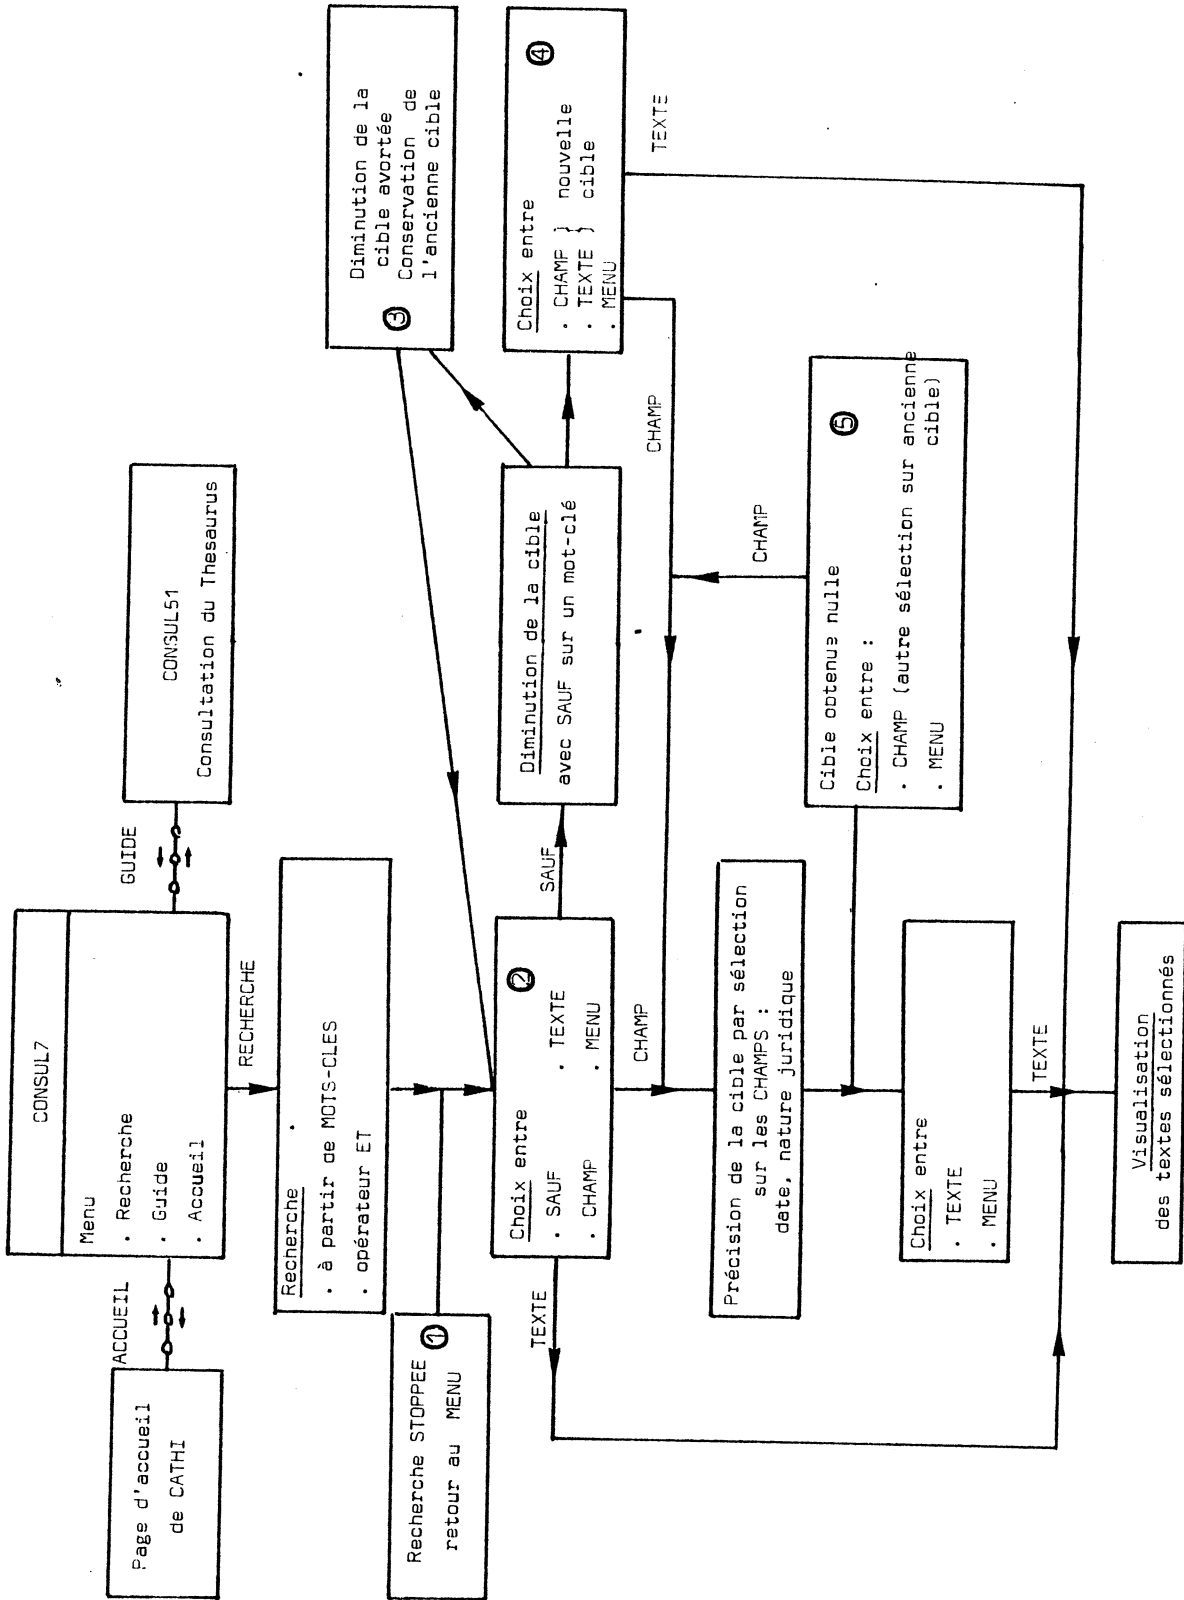 CONSUL7
Menu
. Recherche
. Guide
. Accueil
ACCUEIL
Page d'accueil
de CATHI
GUIDE
CONSUL51
Consultation du Thesaurus
RECHERCHE
Recherche
. à partir de MOTS-CLES
. opérateur ET
Recherche STOPPEE
retour au MENU
1
Choix entre
2
. SAUF . TEXTE
. CHAMP . MENU
SAUF
Diminution de la cible
avec SAUF sur un mot-clé
Diminution de la
cible avortée
Conservation de
l'ancienne cible
3
Choix entre
4
. CHAMP } nouvelle
. TEXTE } cible
. MENU
TEXTE
CHAMP
TEXTE
CHAMP
Précision de la cible par sélection
sur les CHAMPS :
date, nature juridique
CHAMP
Cible obtenue nulle
5
Choix entre :
. CHAMP (autre sélection sur ancienne
cible)
. MENU
Choix entre
. TEXTE
. MENU
TEXTE
Visualisation
des textes sélectionnés